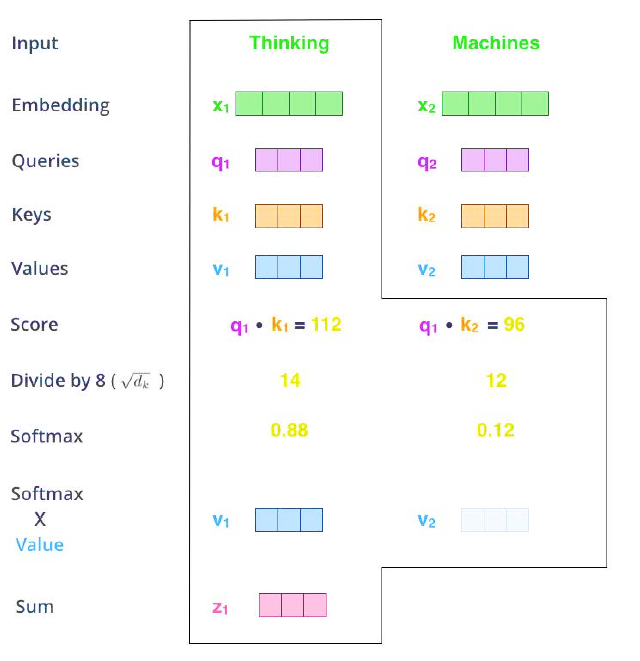 Input Thinking Machines
Embedding x₁ x₂
Queries q₁ q₂
Keys k₁ k₂
Values v₁ v₂
Score q₁ • k₁ = 112 q₁ • k₂ = 96
Divide by 8 ( √dₖ ) 14 12
Softmax 0.88 0.12
Softmax
X v₁ v₂
Value
Sum z₁